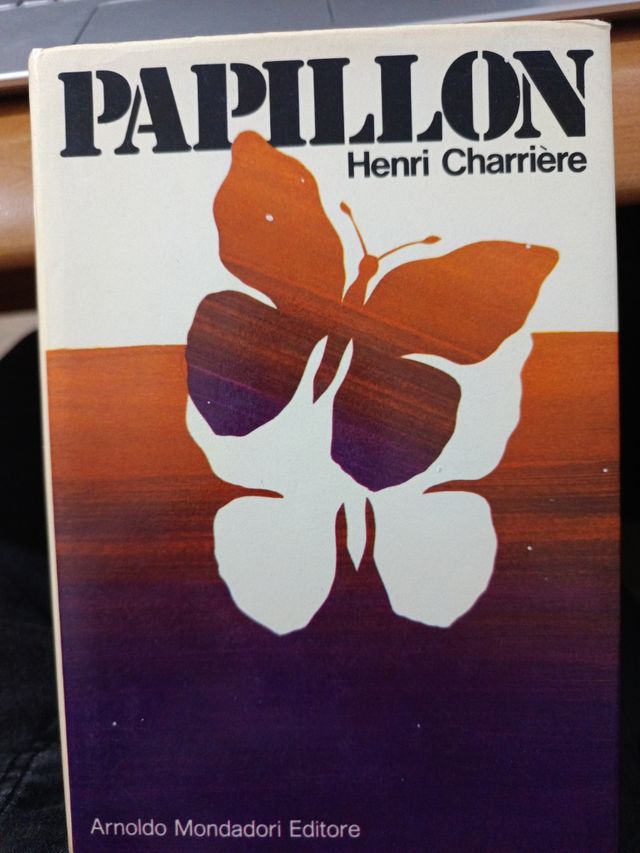 PAPILLON
Henri Charrière
Arnoldo Mondadori Editore